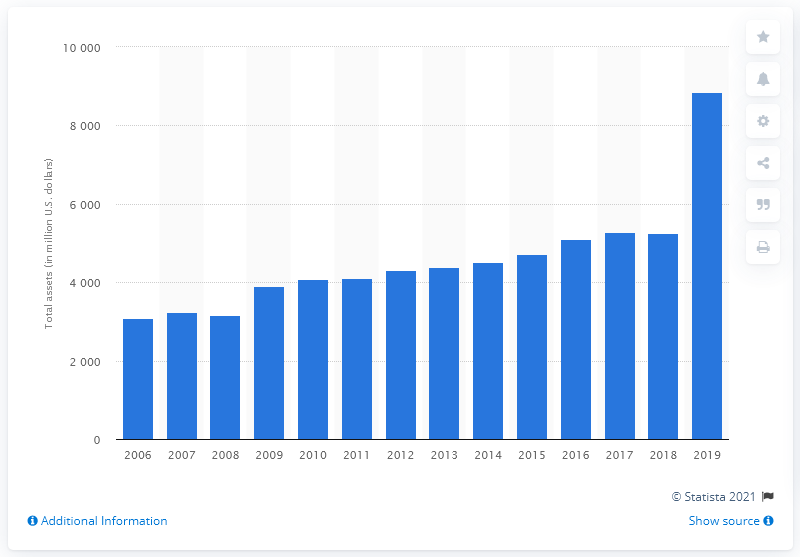 10 000
8 000
6 000
4 000
2 000
0
Total assets (in million U.S. dollars)
2006 2007 2008 2009 2010 2011 2012 2013 2014 2015 2016 2017 2018 2019
© Statista 2021
Additional Information
Show source